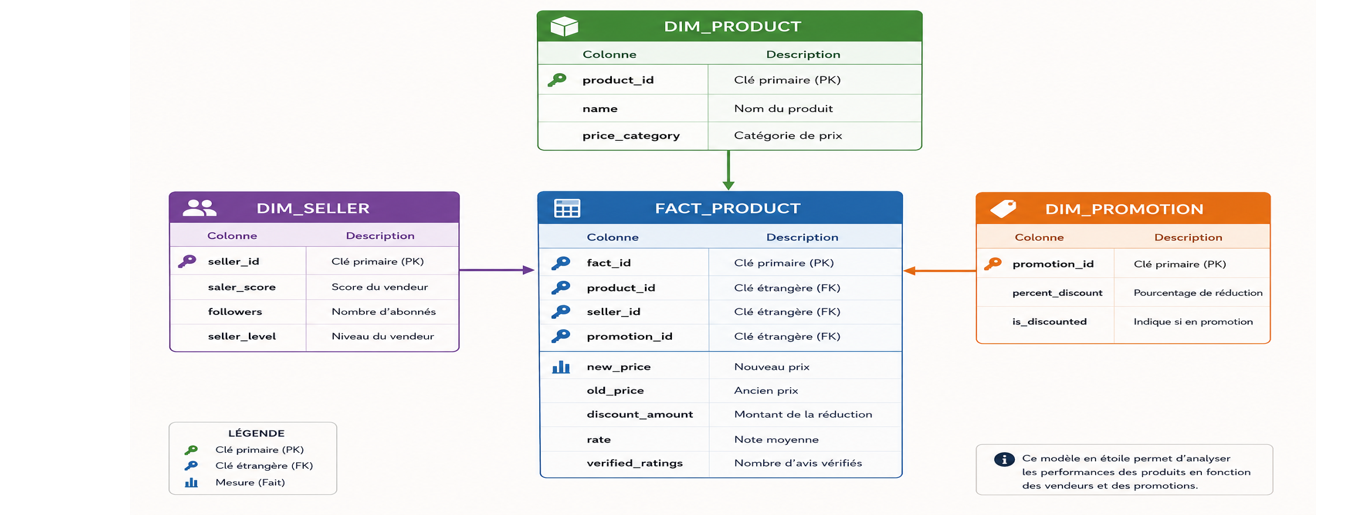 DIM_PRODUCT
Colonne Description
product_id Clé primaire (PK)
name Nom du produit
price_category Catégorie de prix
DIM_SELLER
Colonne Description
seller_id Clé primaire (PK)
saler_score Score du vendeur
followers Nombre d'abonnés
seller_level Niveau du vendeur
FACT_PRODUCT
Colonne Description
fact_id Clé primaire (PK)
product_id Clé étrangère (FK)
seller_id Clé étrangère (FK)
promotion_id Clé étrangère (FK)
new_price Nouveau prix
old_price Ancien prix
discount_amount Montant de la réduction
rate Note moyenne
verified_ratings Nombre d'avis vérifiés
DIM_PROMOTION
Colonne Description
promotion_id Clé primaire (PK)
percent_discount Pourcentage de réduction
is_discounted Indique si en promotion
LÉGENDE
Clé primaire (PK)
Clé étrangère (FK)
Mesure (Fait)
Ce modèle en étoile permet d'analyser
les performances des produits en fonction
des vendeurs et des promotions.